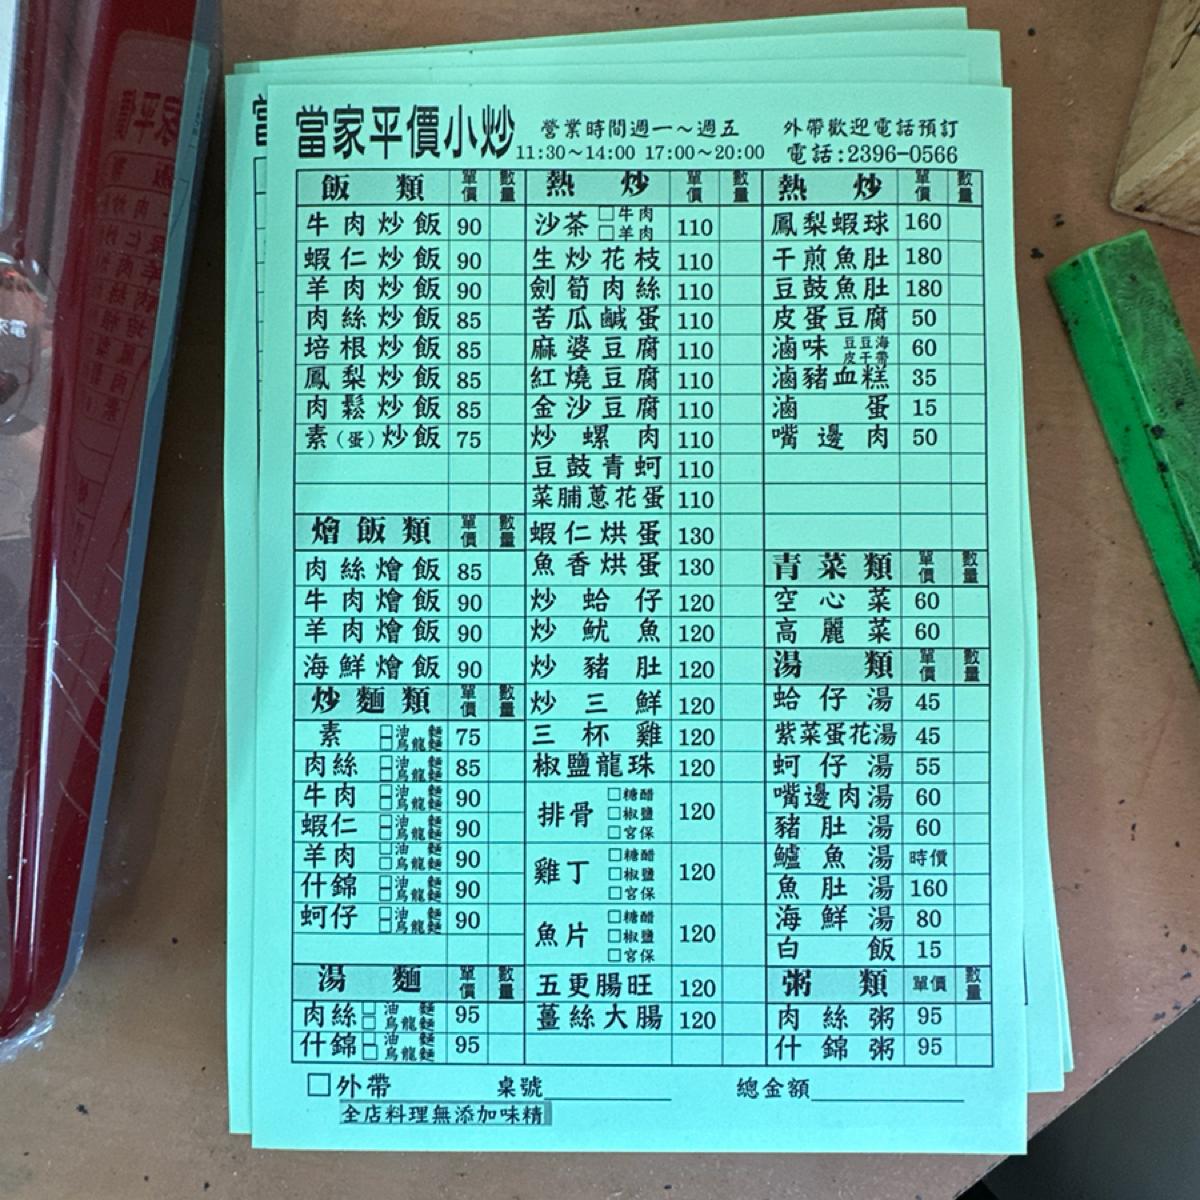 當家平價小炒
營業時間週一～週五
11:30～14:00 17:00～20:00
外帶歡迎電話預訂
電話:2396-0566
飯類 單價 數量
牛肉炒飯 90
蝦仁炒飯 90
羊肉炒飯 90
肉絲炒飯 85
培根炒飯 85
鳳梨炒飯 85
肉鬆炒飯 85
素(蛋)炒飯 75
燴飯類 單價 數量
肉絲燴飯 85
牛肉燴飯 90
羊肉燴飯 90
海鮮燴飯 90
炒麵類 單價 數量
素 □油麵 □烏龍麵 75
肉絲 □油麵 □烏龍麵 85
牛肉 □油麵 □烏龍麵 90
蝦仁 □油麵 □烏龍麵 90
羊肉 □油麵 □烏龍麵 90
什錦 □油麵 □烏龍麵 90
蚵仔 □油麵 □烏龍麵 90
湯麵 單價 數量
肉絲 □油麵 □烏龍麵 95
什錦 □油麵 □烏龍麵 95
熱炒 單價 數量
沙茶 □牛肉 □羊肉 110
生炒花枝 110
劍筍肉絲 110
苦瓜鹹蛋 110
麻婆豆腐 110
紅燒豆腐 110
金沙豆腐 110
炒螺肉 110
豆鼓青蚵 110
菜脯蔥花蛋 110
蝦仁烘蛋 130
魚香烘蛋 130
炒蛤仔 120
炒魷魚 120
炒豬肚 120
炒三鮮 120
三杯雞 120
椒鹽龍珠 120
排骨 □糖醋 □椒鹽 □宮保 120
雞丁 □糖醋 □椒鹽 □宮保 120
魚片 □糖醋 □椒鹽 □宮保 120
五更腸旺 120
薑絲大腸 120
熱炒 單價 數量
鳳梨蝦球 160
干煎魚肚 180
豆鼓魚肚 180
皮蛋豆腐 50
滷味 豆皮 豆干 海帶 60
滷豬血糕 35
滷蛋 15
嘴邊肉 50
青菜類 單價 數量
空心菜 60
高麗菜 60
湯類 單價 數量
蛤仔湯 45
紫菜蛋花湯 45
蚵仔湯 55
嘴邊肉湯 60
豬肚湯 60
鱸魚湯 時價
魚肚湯 160
海鮮湯 80
白飯 15
粥類 單價 數量
肉絲粥 95
什錦粥 95
□外帶 桌號 總金額
全店料理無添加味精